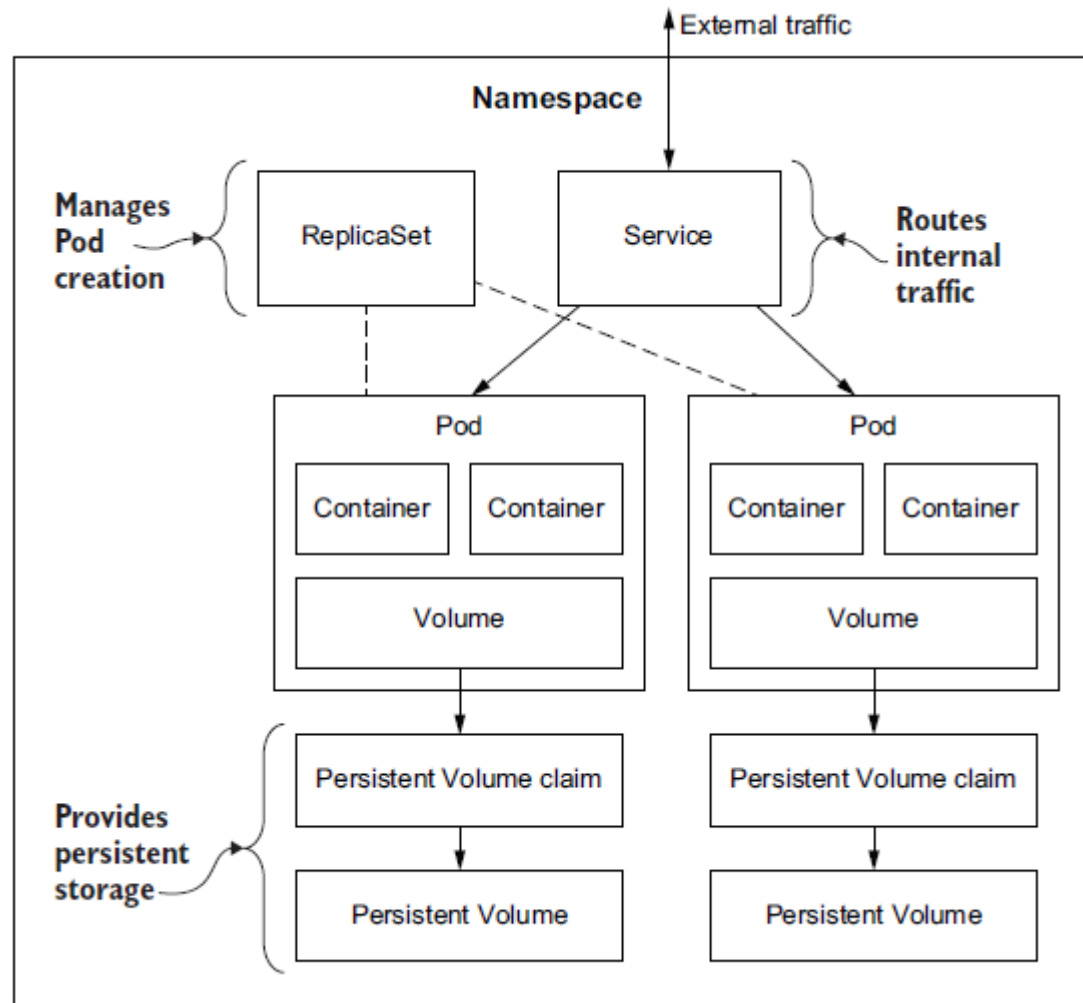 External traffic
Namespace
Manages
Pod
creation
ReplicaSet
Service
Routes
internal
traffic
Pod
Pod
Container
Container
Container
Container
Volume
Volume
Persistent Volume claim
Persistent Volume claim
Provides
persistent
storage
Persistent Volume
Persistent Volume